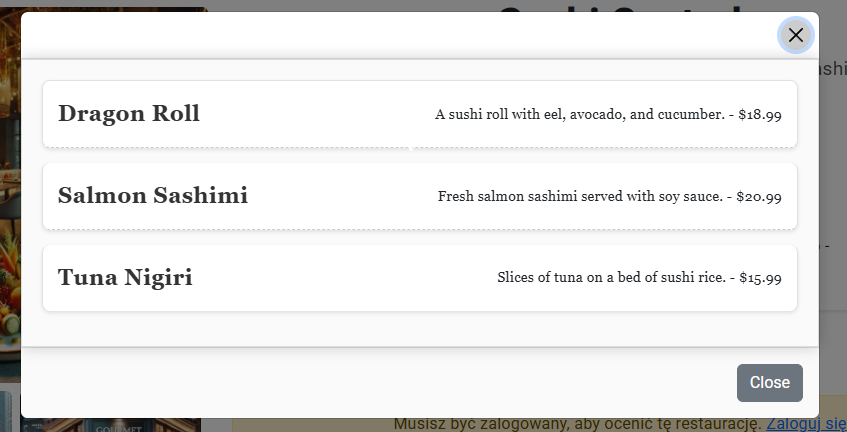 Dragon Roll
A sushi roll with eel, avocado, and cucumber. - $18.99
Salmon Sashimi
Fresh salmon sashimi served with soy sauce. - $20.99
Tuna Nigiri
Slices of tuna on a bed of sushi rice. - $15.99
Close
GOURMET
Musisz być zalogowany, aby ocenić tę restaurację. Zaloguj się